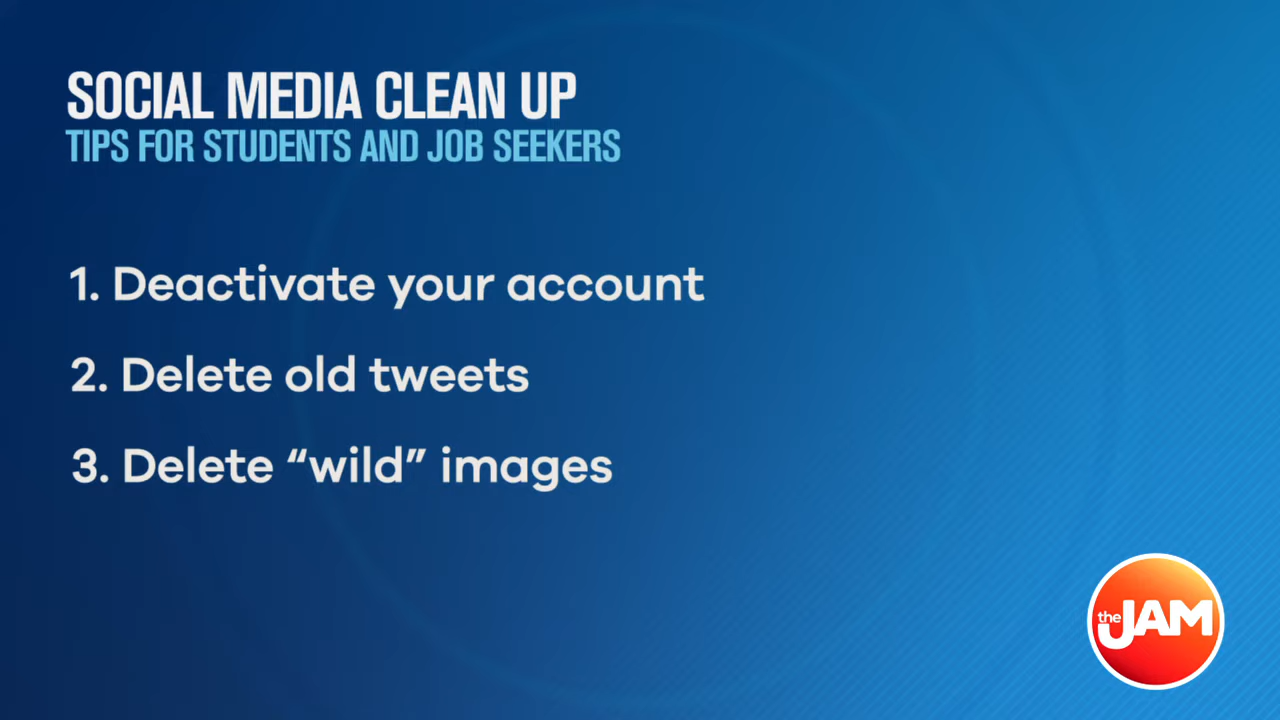 SOCIAL MEDIA CLEAN UP
TIPS FOR STUDENTS AND JOB SEEKERS
1. Deactivate your account
2. Delete old tweets
3. Delete “wild” images
the JAM